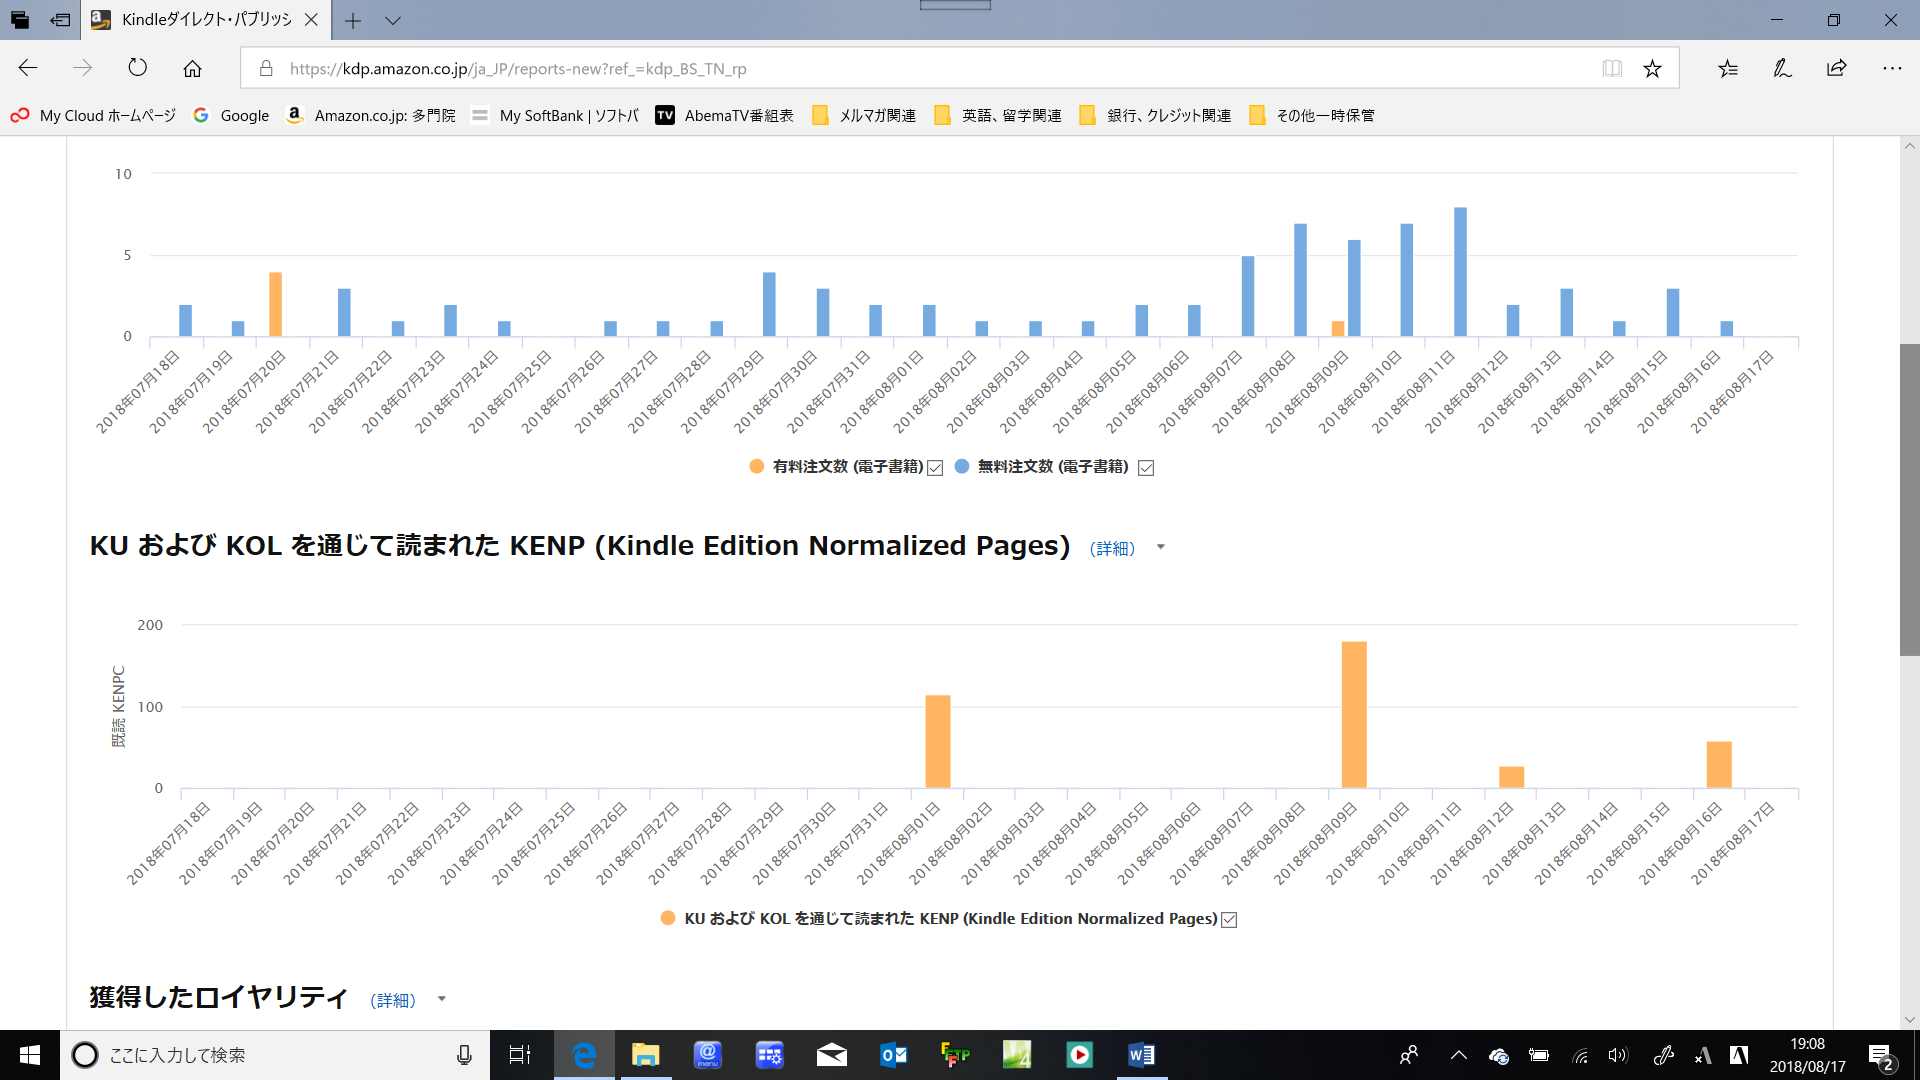 Kindleダイレクト・パブリッシ
https://kdp.amazon.co.jp/ja_JP/reports-new?ref_=kdp_BS_TN_rp
My Cloud ホームページ
Google
Amazon.co.jp: 多門院
My SoftBank | ソフトバ
AbemaTV番組表
メルマガ関連
英語、留学関連
銀行、クレジット関連
その他一時保管
10
5
0
2018年07月18日
2018年07月19日
2018年07月20日
2018年07月21日
2018年07月22日
2018年07月23日
2018年07月24日
2018年07月25日
2018年07月26日
2018年07月27日
2018年07月28日
2018年07月29日
2018年07月30日
2018年07月31日
2018年08月01日
2018年08月02日
2018年08月03日
2018年08月04日
2018年08月05日
2018年08月06日
2018年08月07日
2018年08月08日
2018年08月09日
2018年08月10日
2018年08月11日
2018年08月12日
2018年08月13日
2018年08月14日
2018年08月15日
2018年08月16日
2018年08月17日
有料注文数 (電子書籍)
無料注文数 (電子書籍)
KU および KOL を通じて読まれた KENP (Kindle Edition Normalized Pages) (詳細)
既読 KENPC
200
100
0
2018年07月18日
2018年07月19日
2018年07月20日
2018年07月21日
2018年07月22日
2018年07月23日
2018年07月24日
2018年07月25日
2018年07月26日
2018年07月27日
2018年07月28日
2018年07月29日
2018年07月30日
2018年07月31日
2018年08月01日
2018年08月02日
2018年08月03日
2018年08月04日
2018年08月05日
2018年08月06日
2018年08月07日
2018年08月08日
2018年08月09日
2018年08月10日
2018年08月11日
2018年08月12日
2018年08月13日
2018年08月14日
2018年08月15日
2018年08月16日
2018年08月17日
KU および KOL を通じて読まれた KENP (Kindle Edition Normalized Pages)
獲得したロイヤリティ (詳細)
ここに入力して検索
19:08
2018/08/17
2